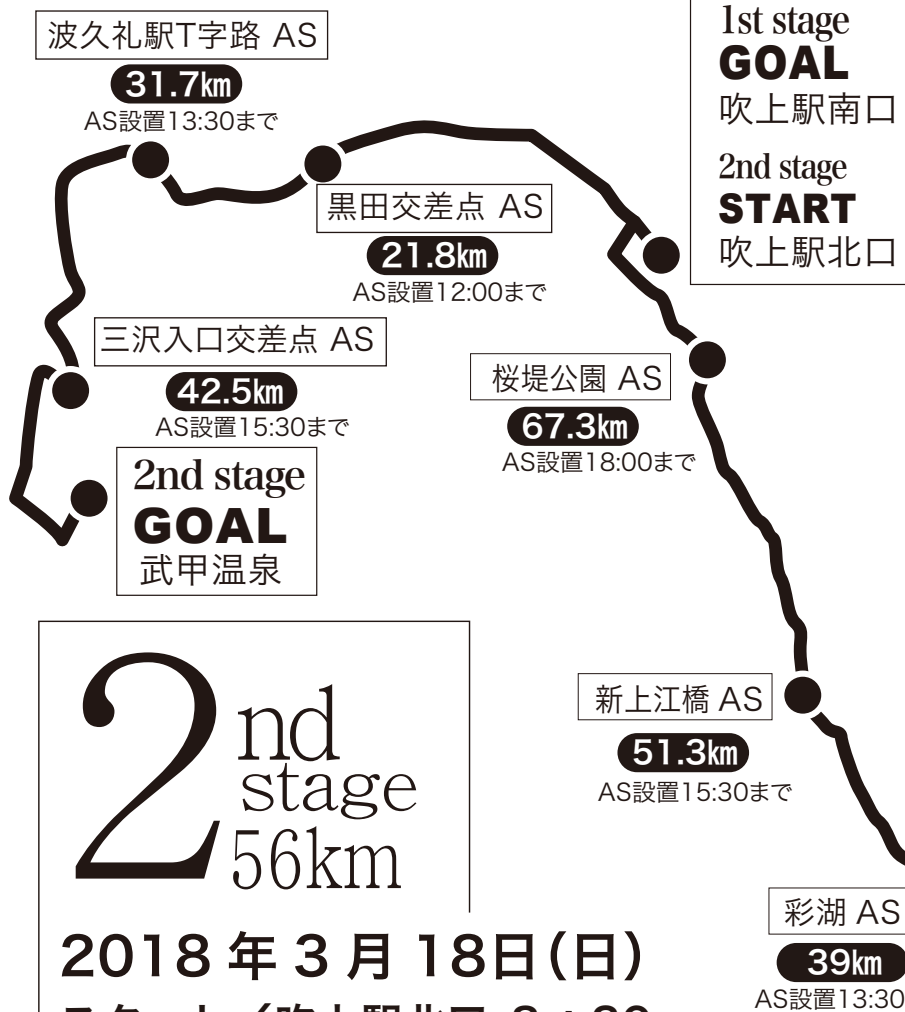 波久礼駅T字路 AS
31.7km
AS設置13:30まで
1st stage
GOAL
吹上駅南口
2nd stage
START
吹上駅北口
黒田交差点 AS
21.8km
AS設置12:00まで
三沢入口交差点 AS
42.5km
AS設置15:30まで
桜堤公園 AS
67.3km
AS設置18:00まで
2nd stage
GOAL
武甲温泉
新上江橋 AS
51.3km
AS設置15:30まで
2nd
stage
56km
彩湖 AS
39km
AS設置13:30
2018年3月18日(日)